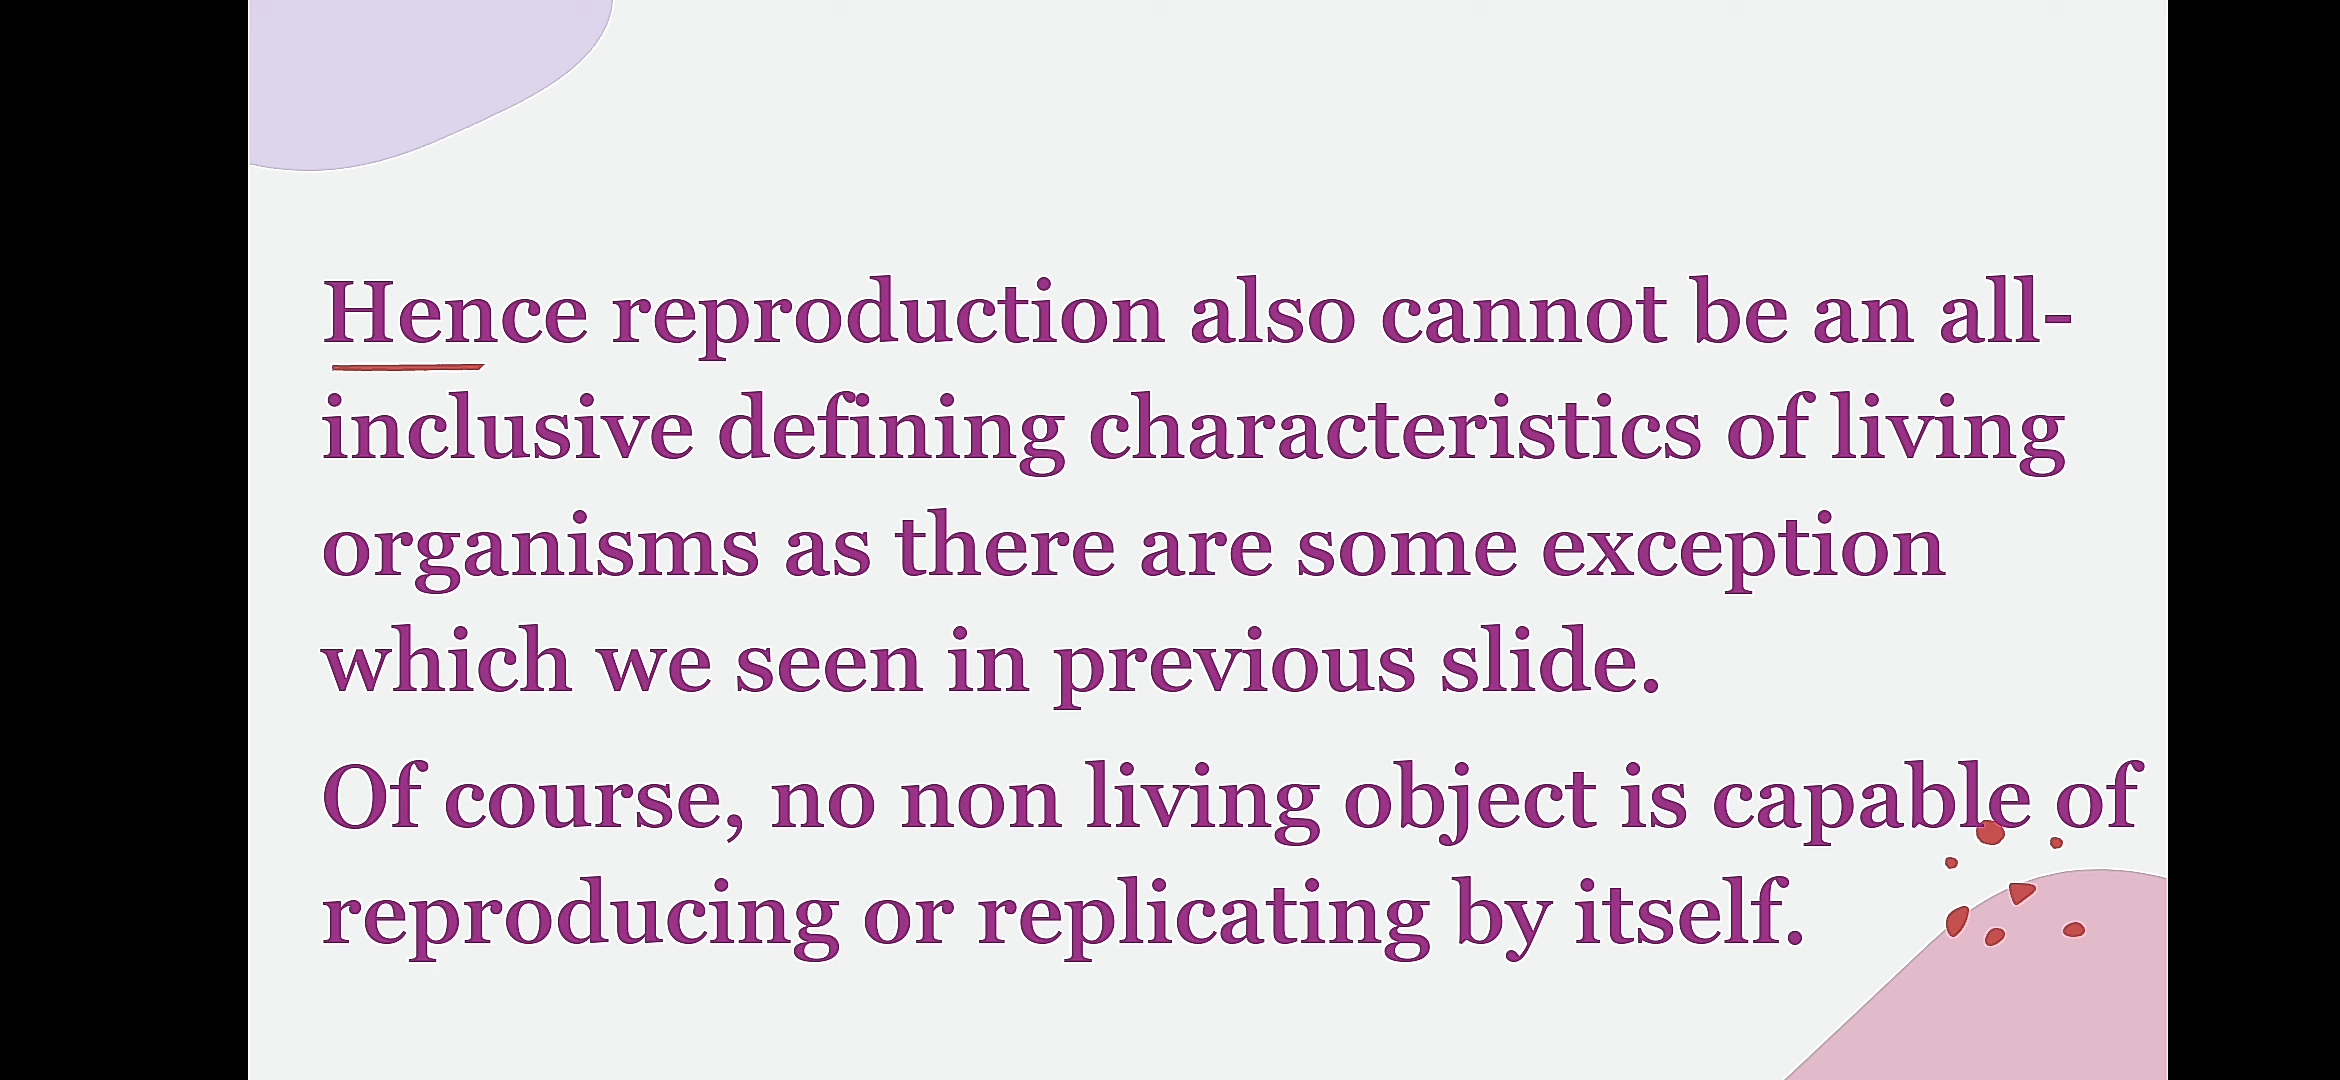 Hence reproduction also cannot be an all-
inclusive defining characteristics of living
organisms as there are some exception
which we seen in previous slide.
Of course, no non living object is capable of
reproducing or replicating by itself.